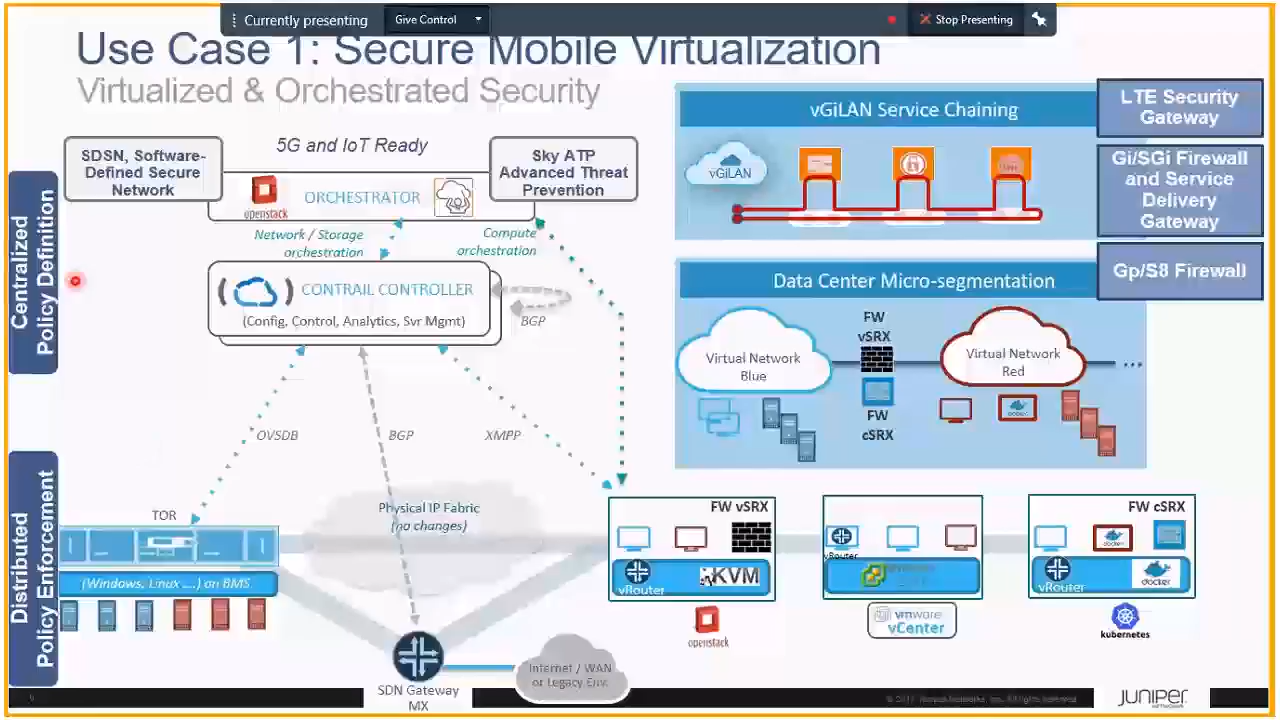 Currently presenting
Give Control
Stop Presenting
Use Case 1: Secure Mobile Virtualization
Virtualized & Orchestrated Security
SDSN, Software-
Defined Secure
Network
5G and IoT Ready
Sky ATP
Advanced Threat
Prevention
openstack
ORCHESTRATOR
Network / Storage
orchestration
Compute
orchestration
CONTRAIL CONTROLLER
(Config, Control, Analytics, Svr Mgmt)
BGP
Centralized
Policy Definition
vGiLAN Service Chaining
vGiLAN
LTE Security
Gateway
Gi/SGi Firewall
and Service
Delivery
Gateway
Gp/S8 Firewall
Data Center Micro-segmentation
Virtual Network
Blue
FW
vSRX
FW
cSRX
Virtual Network
Red
...
OVSDB
BGP
XMPP
Distributed
Policy Enforcement
TOR
(Windows, Linux ....) on BMS
Physical IP Fabric
(no changes)
SDN Gateway
MX
Internet / WAN
or Legacy Env.
FW vSRX
vRouter
KVM
openstack
vRouter
vmware
vCenter
FW cSRX
docker
vRouter
docker
kubernetes
JUNIPER